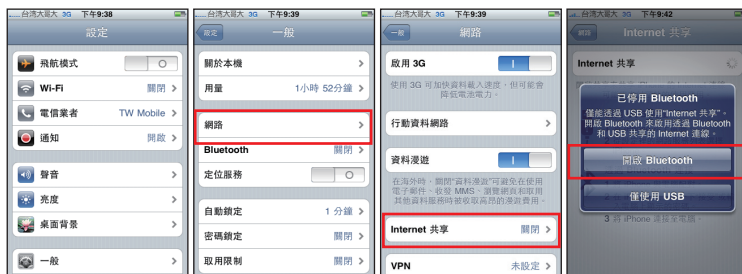 台湾大哥大 3G 下午9:38
設定
飛航模式
Wi-Fi 關閉
電信業者 TW Mobile
通知 開啟
聲音
亮度
桌面背景
一般
台湾大哥大 3G 下午9:39
設定 一般
關於本機
用量 1小時 52分鐘
網路
Bluetooth 關閉
定位服務
自動鎖定 1 分鐘
密碼鎖定 關閉
取用限制 關閉
台湾大哥大 3G 下午9:39
一般 網路
啟用 3G
使用 3G 可加快資料載入速度，但可能會
降低電池電力。
行動資料網路
資料漫遊
在海外時，關閉“資料漫遊”可避免在使用
電子郵件、收發 MMS、瀏覽網頁和取用
其他資料服務時被收取高昂的漫遊費用。
Internet 共享 關閉
VPN 未設定
台湾大哥大 3G 下午9:42
網路 Internet 共享
Internet 共享
已停用 Bluetooth
僅能透過 USB 使用“Internet 共享”。
開啟 Bluetooth 來啟用透過 Bluetooth
和 USB 共享的 Internet 連線。
開啟 Bluetooth
僅使用 USB
3 將 iPhone 連接至電腦。